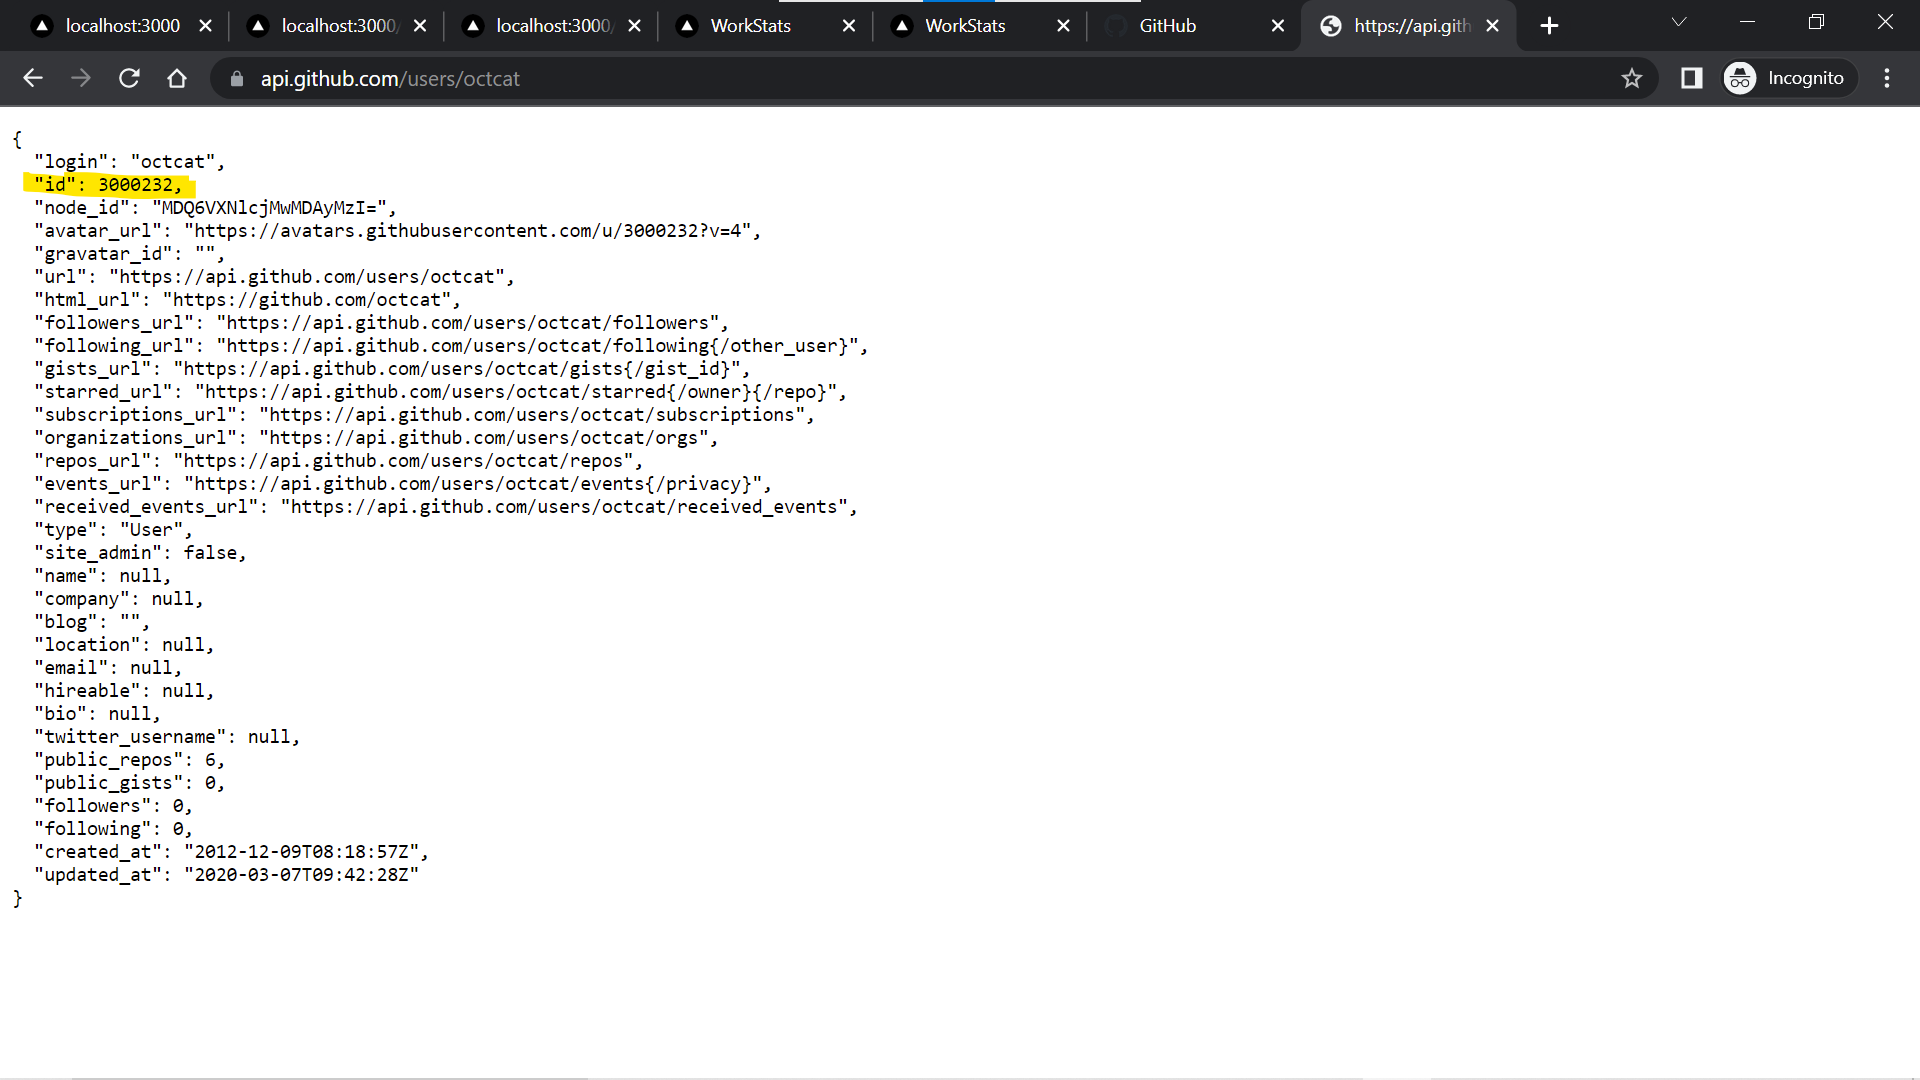 localhost:3000
localhost:3000/
localhost:3000/
WorkStats
WorkStats
GitHub
https://api.gith
api.github.com/users/octcat
Incognito
{
"login": "octcat",
"id": 3000232,
"node_id": "MDQ6VXNlcjMwMDAyMzI=",
"avatar_url": "https://avatars.githubusercontent.com/u/3000232?v=4",
"gravatar_id": "",
"url": "https://api.github.com/users/octcat",
"html_url": "https://github.com/octcat",
"followers_url": "https://api.github.com/users/octcat/followers",
"following_url": "https://api.github.com/users/octcat/following{/other_user}",
"gists_url": "https://api.github.com/users/octcat/gists{/gist_id}",
"starred_url": "https://api.github.com/users/octcat/starred{/owner}{/repo}",
"subscriptions_url": "https://api.github.com/users/octcat/subscriptions",
"organizations_url": "https://api.github.com/users/octcat/orgs",
"repos_url": "https://api.github.com/users/octcat/repos",
"events_url": "https://api.github.com/users/octcat/events{/privacy}",
"received_events_url": "https://api.github.com/users/octcat/received_events",
"type": "User",
"site_admin": false,
"name": null,
"company": null,
"blog": "",
"location": null,
"email": null,
"hireable": null,
"bio": null,
"twitter_username": null,
"public_repos": 6,
"public_gists": 0,
"followers": 0,
"following": 0,
"created_at": "2012-12-09T08:18:57Z",
"updated_at": "2020-03-07T09:42:28Z"
}